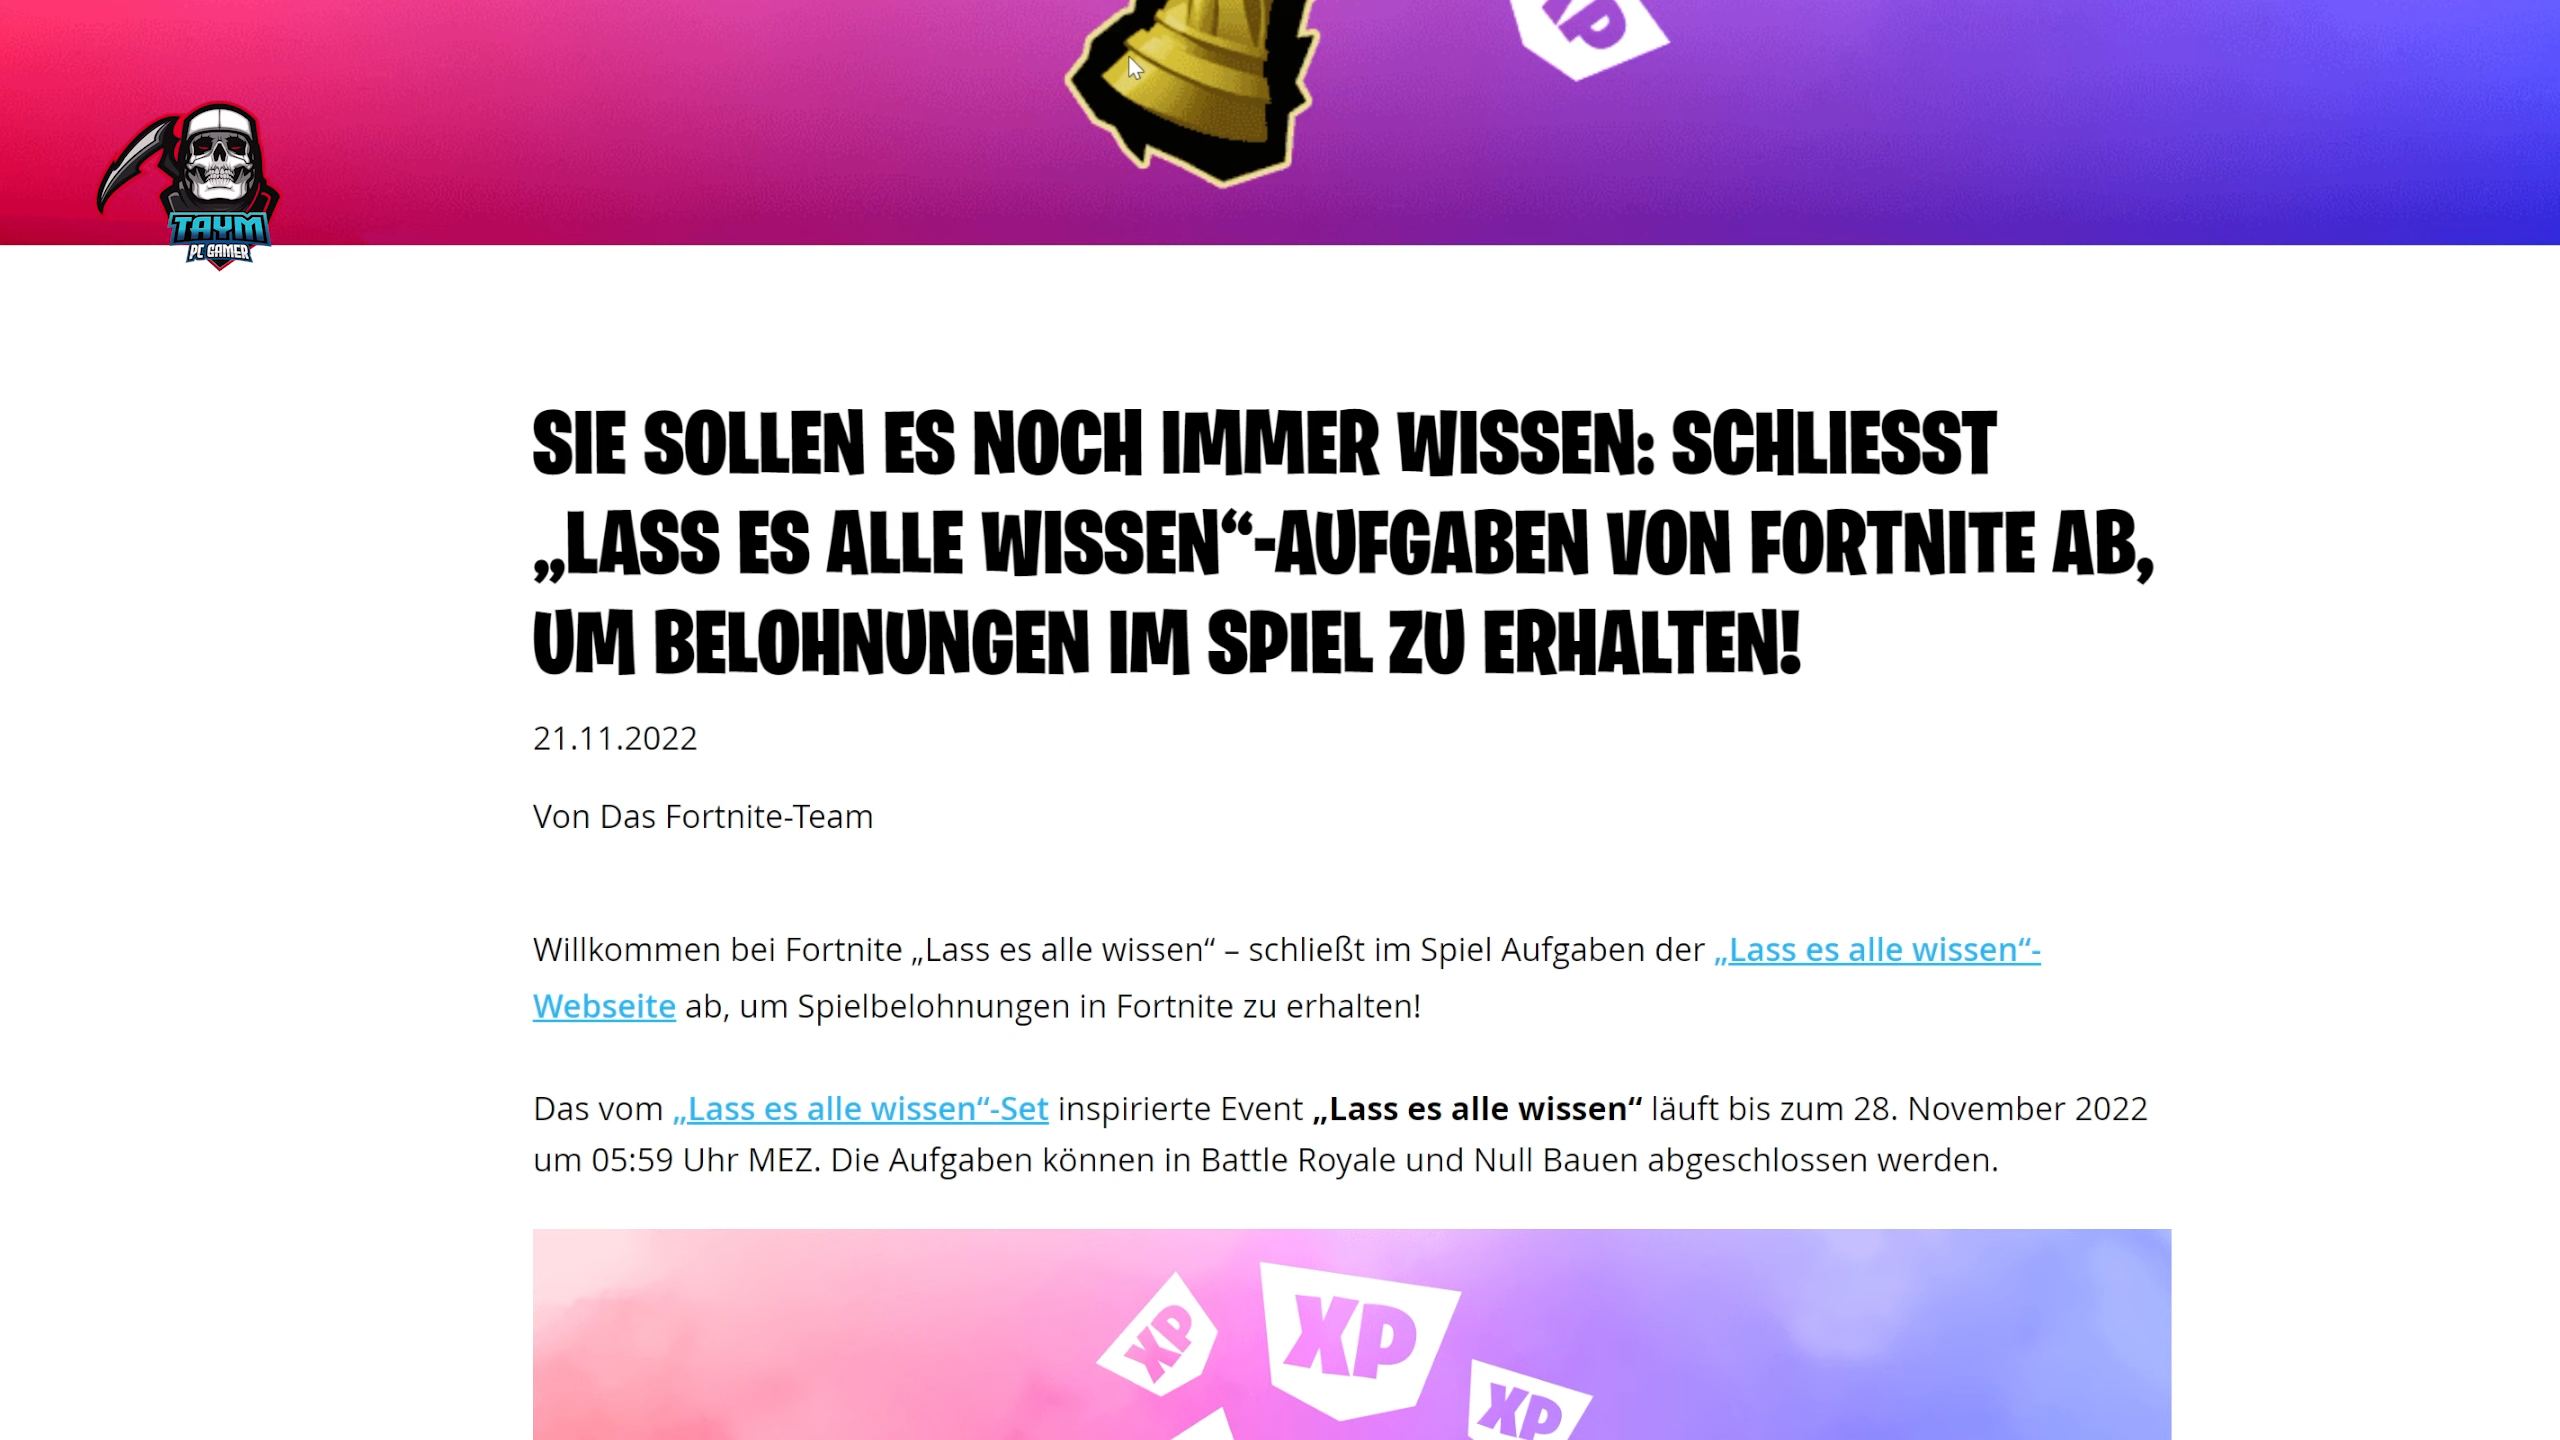 XP
TAYM
PC GAMER
SIE SOLLEN ES NOCH IMMER WISSEN: SCHLIESST
„LASS ES ALLE WISSEN“-AUFGABEN VON FORTNITE AB,
UM BELOHNUNGEN IM SPIEL ZU ERHALTEN!
21.11.2022
Von Das Fortnite-Team
Willkommen bei Fortnite „Lass es alle wissen“ – schließt im Spiel Aufgaben der „Lass es alle wissen“-
Webseite ab, um Spielbelohnungen in Fortnite zu erhalten!
Das vom „Lass es alle wissen“-Set inspirierte Event „Lass es alle wissen“ läuft bis zum 28. November 2022
um 05:59 Uhr MEZ. Die Aufgaben können in Battle Royale und Null Bauen abgeschlossen werden.
XP
XP
XP